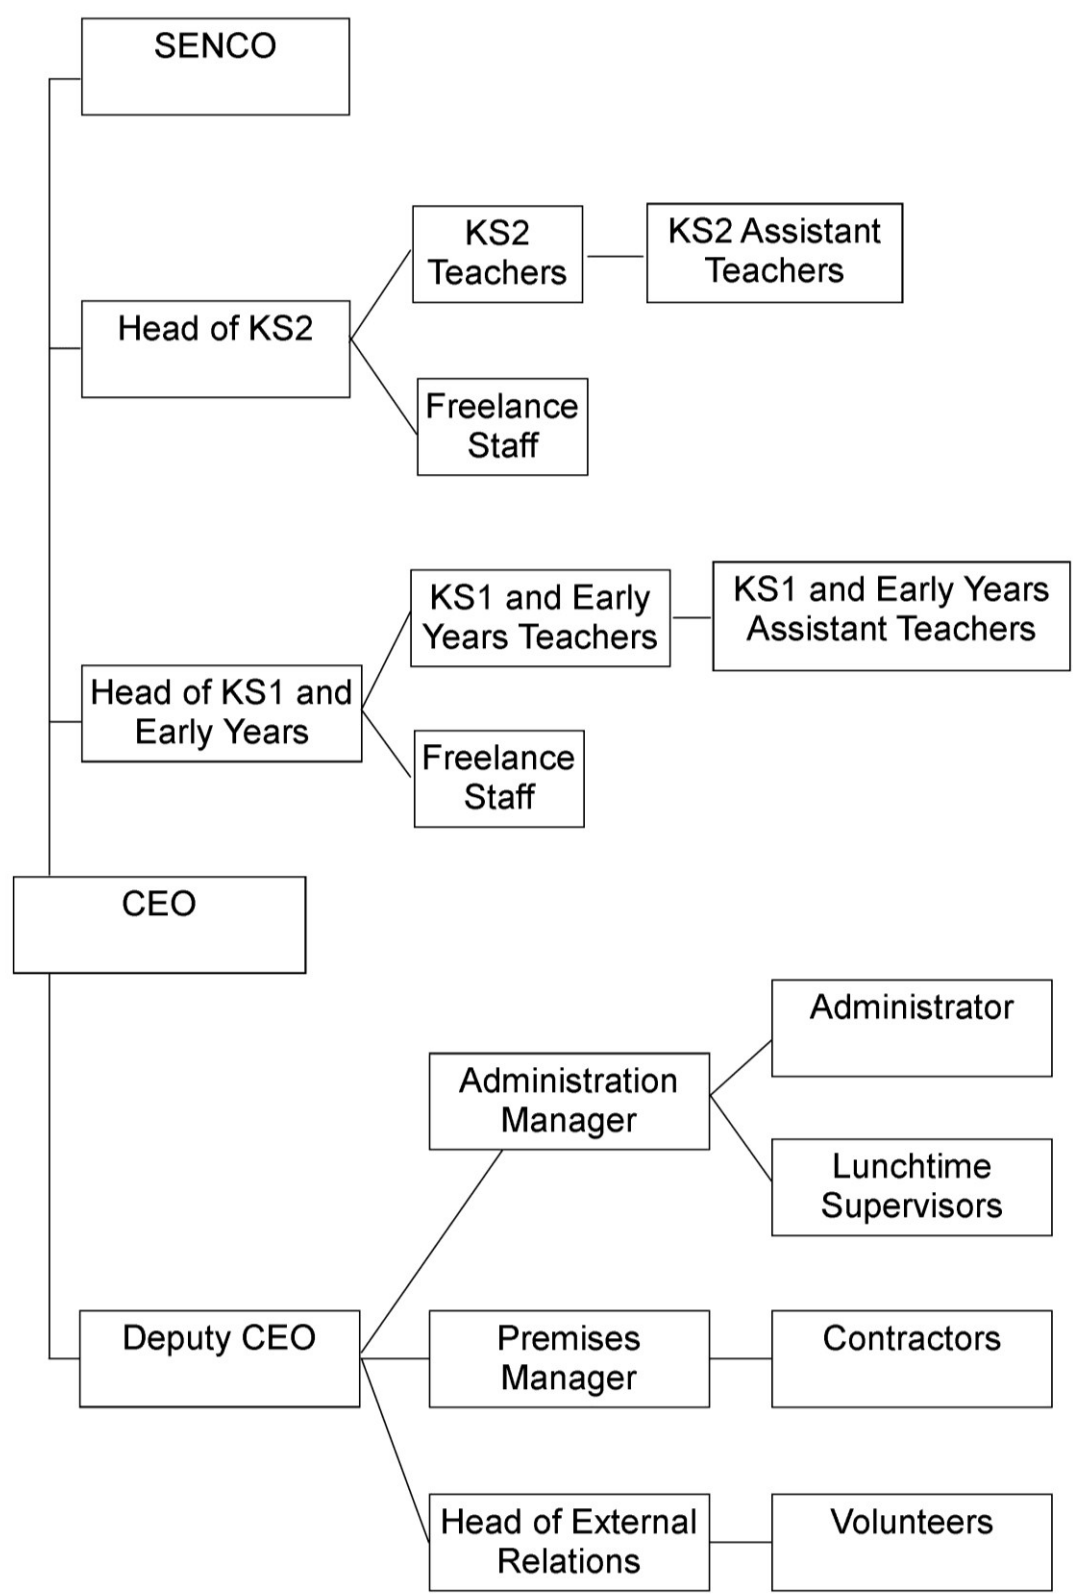 SENCO
KS2
Teachers
KS2 Assistant
Teachers
Head of KS2
Freelance
Staff
KS1 and Early
Years Teachers
KS1 and Early Years
Assistant Teachers
Head of KS1 and
Early Years
Freelance
Staff
CEO
Administrator
Administration
Manager
Lunchtime
Supervisors
Deputy CEO
Premises
Manager
Contractors
Head of External
Relations
Volunteers